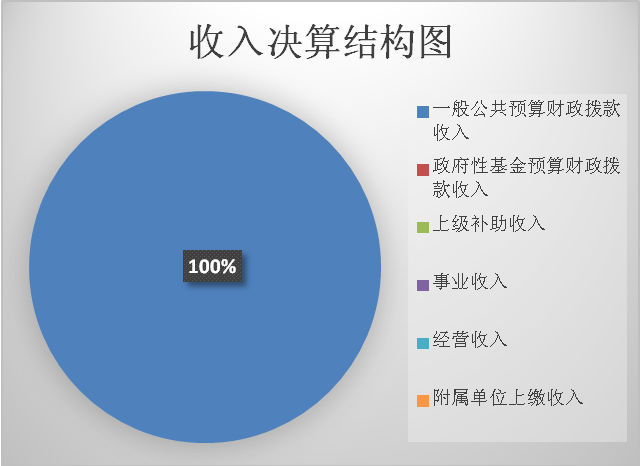 收入决算结构图
100%
一般公共预算财政拨款
收入
政府性基金预算财政拨
款收入
上级补助收入
事业收入
经营收入
附属单位上缴收入